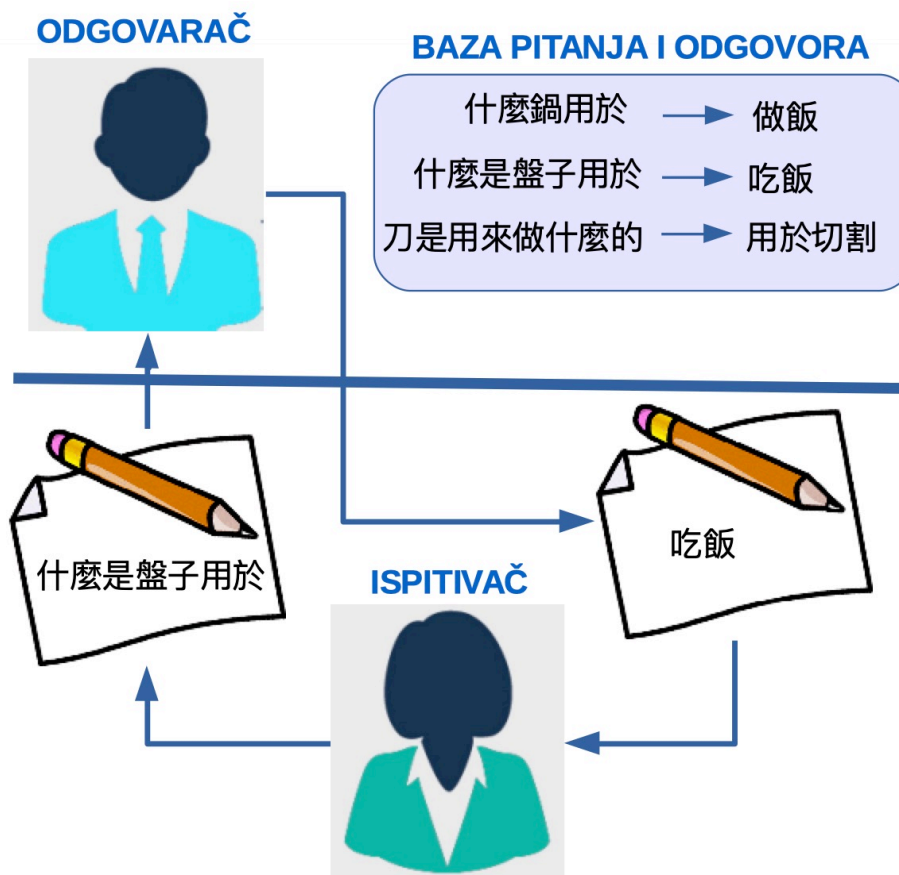 ODGOVARAČ
BAZA PITANJA I ODGOVORA
什麼鍋用於 做飯
什麼是盤子用於 吃飯
刀是用來做什麼的 用於切割
什麼是盤子用於
吃飯
ISPITIVAČ